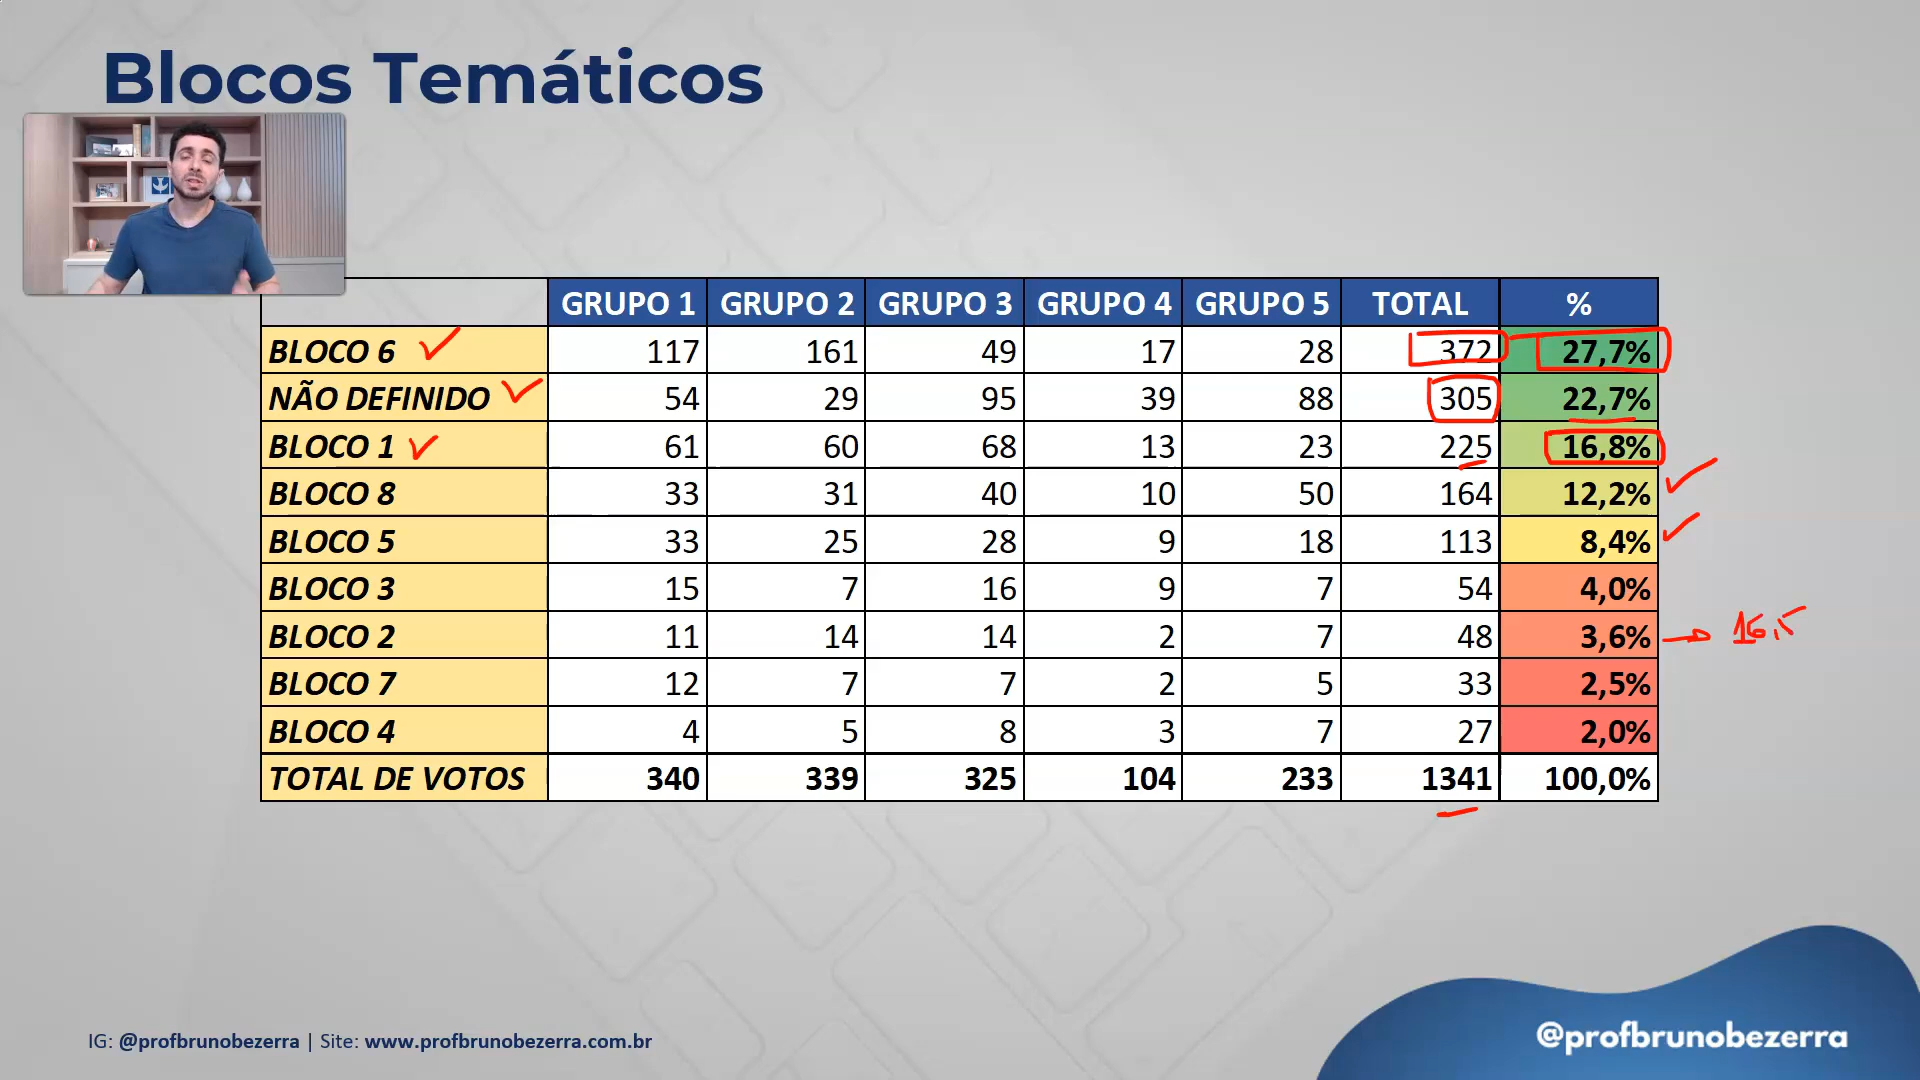 Blocos Temáticos
GRUPO 1 GRUPO 2 GRUPO 3 GRUPO 4 GRUPO 5 TOTAL %
BLOCO 6 117 161 49 17 28 372 27,7%
NÃO DEFINIDO 54 29 95 39 88 305 22,7%
BLOCO 1 61 60 68 13 23 225 16,8%
BLOCO 8 33 31 40 10 50 164 12,2%
BLOCO 5 33 25 28 9 18 113 8,4%
BLOCO 3 15 7 16 9 7 54 4,0%
BLOCO 2 11 14 14 2 7 48 3,6% 16,5
BLOCO 7 12 7 7 2 5 33 2,5%
BLOCO 4 4 5 8 3 7 27 2,0%
TOTAL DE VOTOS 340 339 325 104 233 1341 100,0%
IG: @profbrunobezerra | Site: www.profbrunobezerra.com.br
@profbrunobezerra